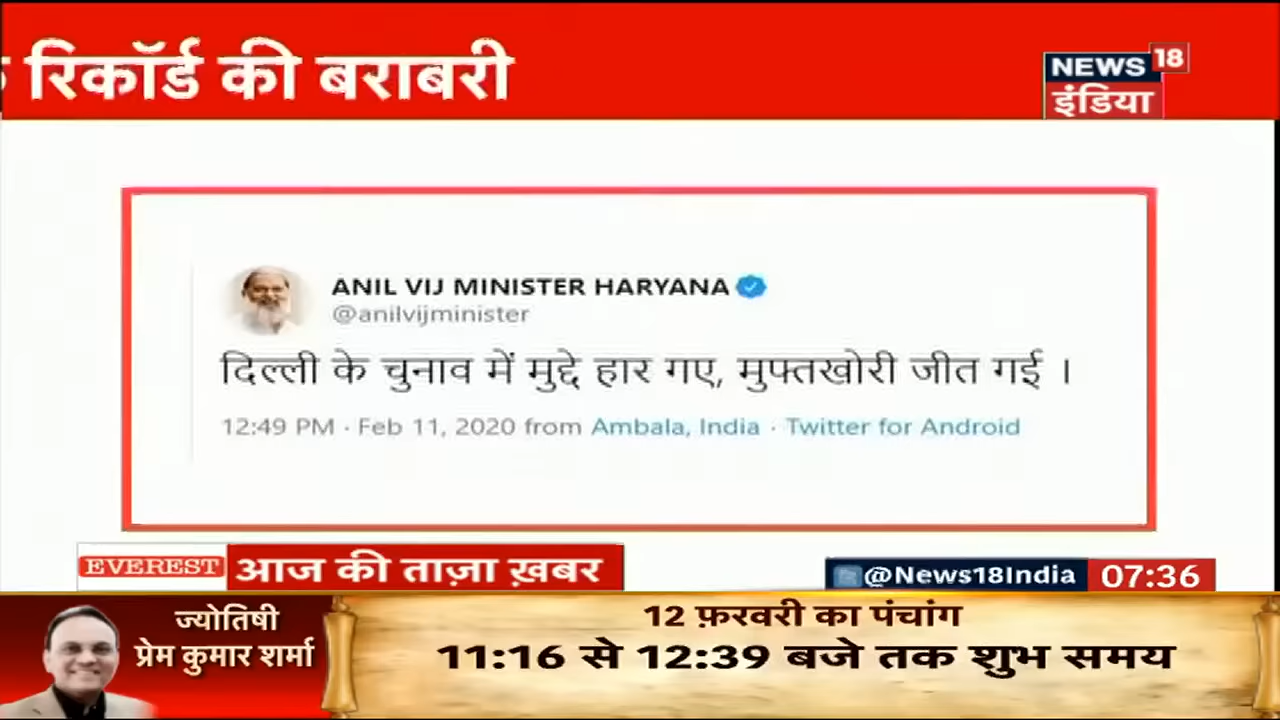 रिकॉर्ड की बराबरी
NEWS 18
इंडिया
ANIL VIJ MINISTER HARYANA
@anilvijminister
दिल्ली के चुनाव में मुद्दे हार गए, मुफ्तखोरी जीत गई ।
12:49 PM · Feb 11, 2020 from Ambala, India · Twitter for Android
EVEREST आज की ताज़ा ख़बर
@News18India 07:36
ज्योतिषी
प्रेम कुमार शर्मा
12 फ़रवरी का पंचांग
11:16 से 12:39 बजे तक शुभ समय